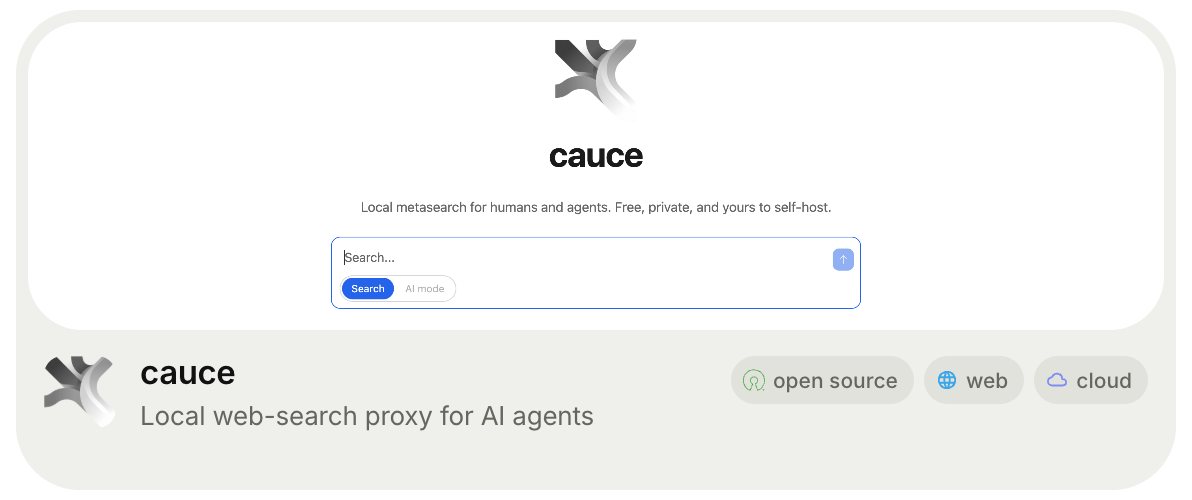 cauce
Local metasearch for humans and agents. Free, private, and yours to self-host.
Search...
Search AI mode
cauce
Local web-search proxy for AI agents
open source web cloud